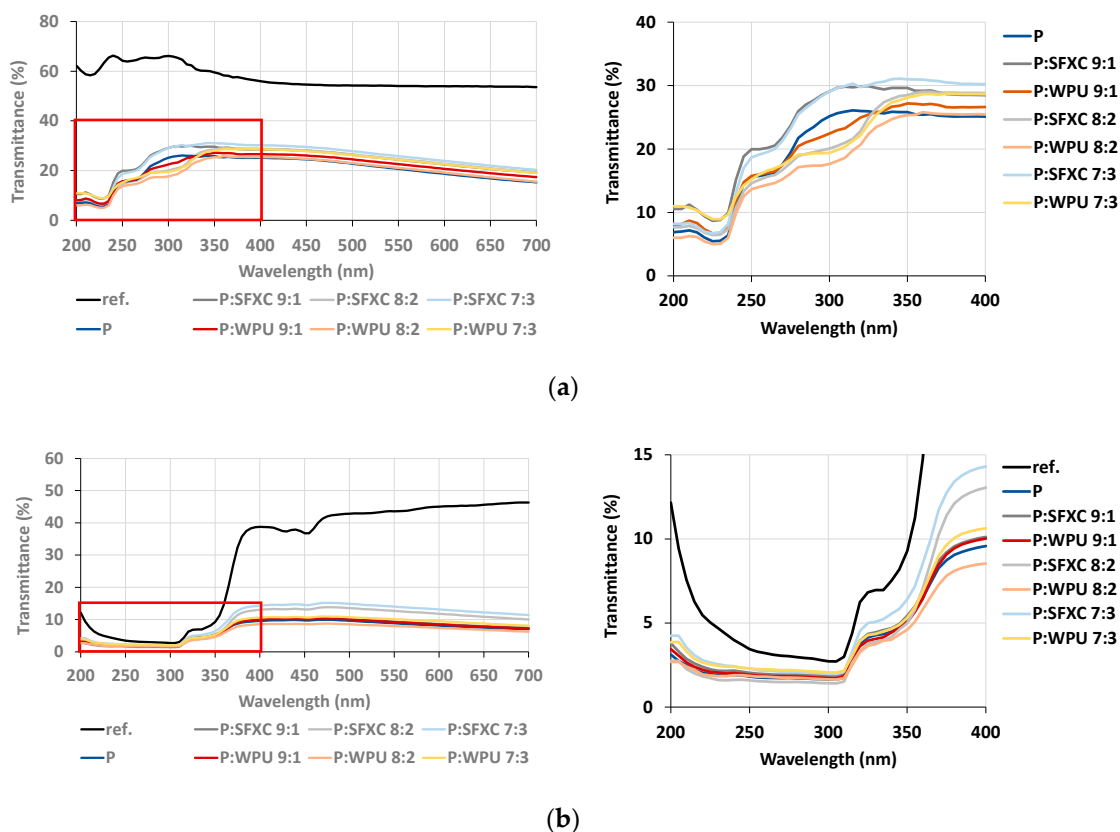 80
60
40
20
0
Transmittance (%)
200 250 300 350 400 450 500 550 600 650 700
Wavelength (nm)
ref. P:SFXC 9:1 P:SFXC 8:2 P:SFXC 7:3
P P:WPU 9:1 P:WPU 8:2 P:WPU 7:3
40
30
20
10
0
Transmittance (%)
200 250 300 350 400
Wavelength (nm)
P
P:SFXC 9:1
P:WPU 9:1
P:SFXC 8:2
P:WPU 8:2
P:SFXC 7:3
P:WPU 7:3
(a)
60
50
40
30
20
10
0
Transmittance (%)
200 250 300 350 400 450 500 550 600 650 700
Wavelength (nm)
ref. P:SFXC 9:1 P:SFXC 8:2 P:SFXC 7:3
P P:WPU 9:1 P:WPU 8:2 P:WPU 7:3
15
10
5
0
Transmittance (%)
200 250 300 350 400
Wavelength (nm)
ref.
P
P:SFXC 9:1
P:WPU 9:1
P:SFXC 8:2
P:WPU 8:2
P:SFXC 7:3
P:WPU 7:3
(b)